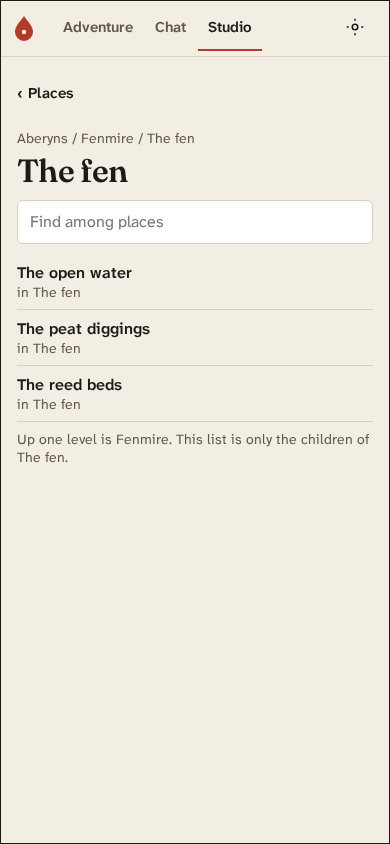 Adventure Chat Studio
‹ Places
Aberyns / Fenmire / The fen
The fen
Find among places
The open water
in The fen
The peat diggings
in The fen
The reed beds
in The fen
Up one level is Fenmire. This list is only the children of
The fen.